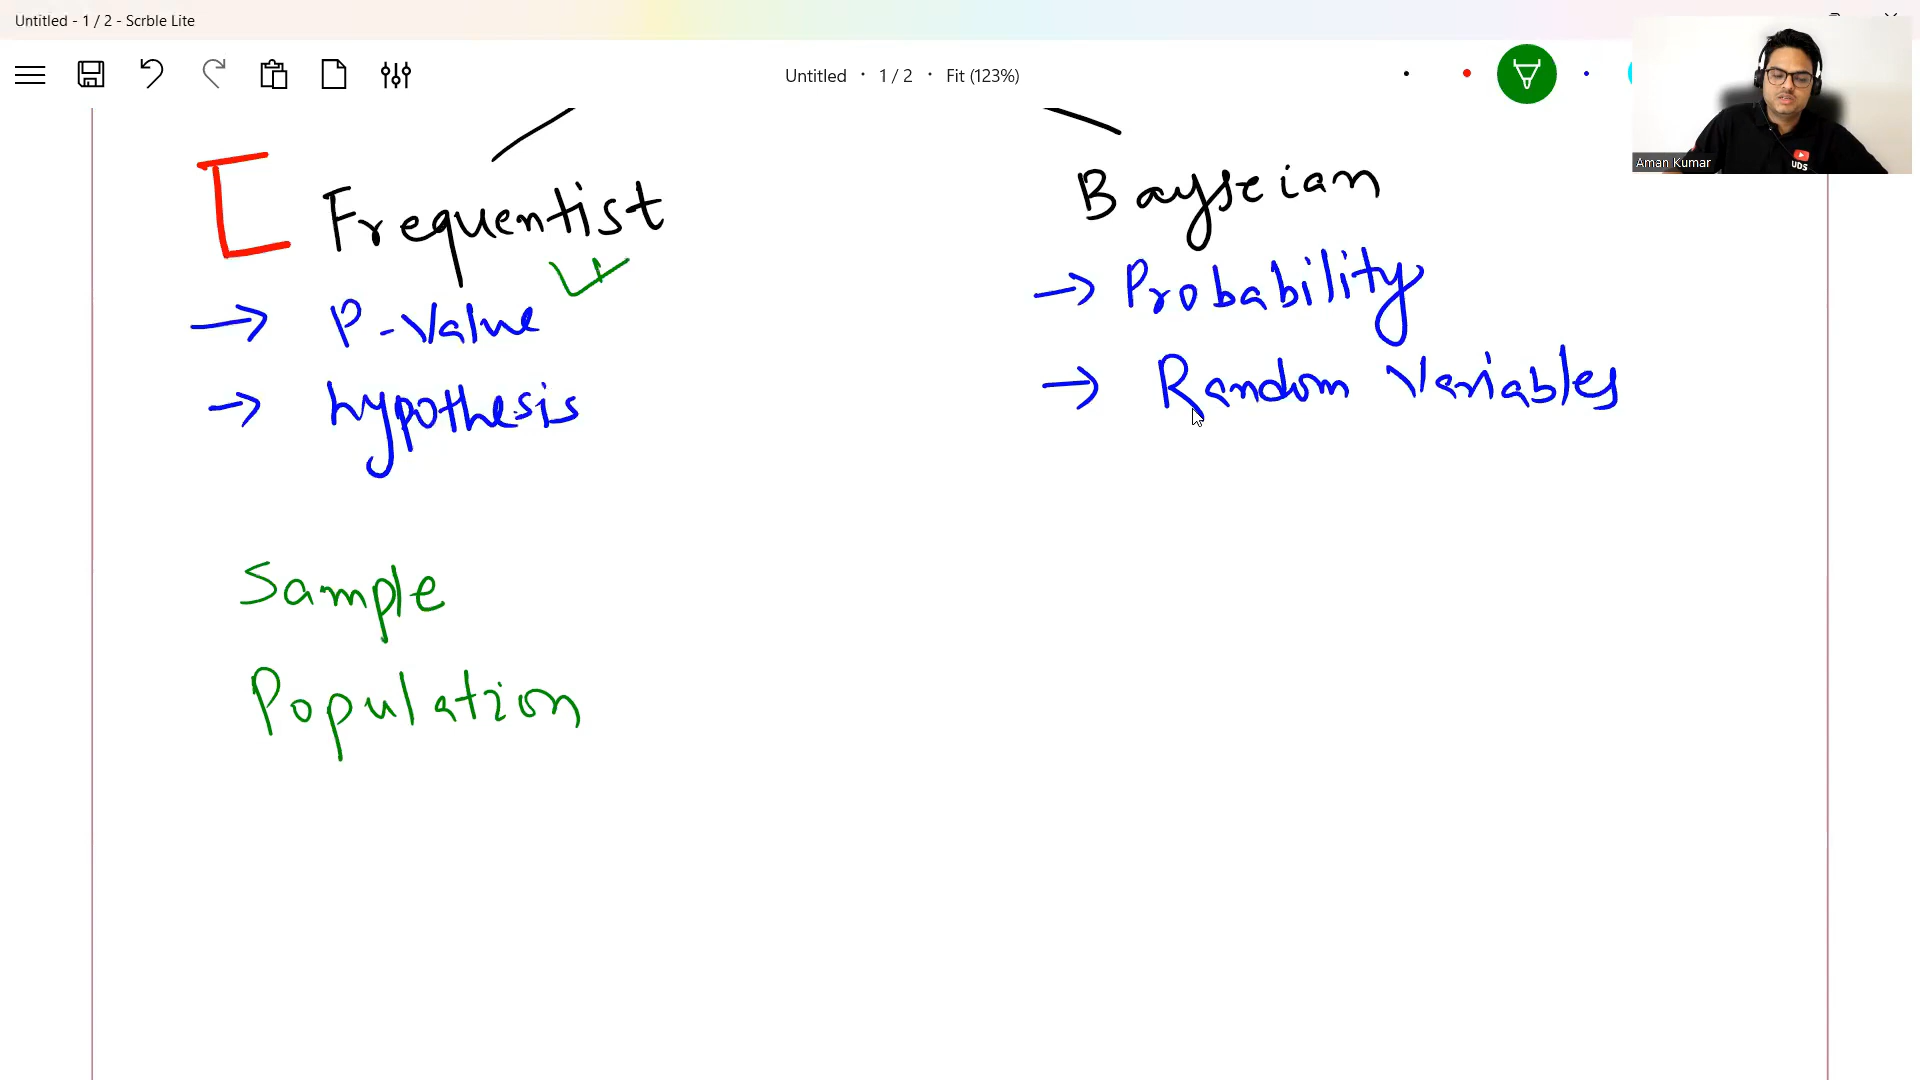 Untitled - 1 / 2 - Scrble Lite
Untitled • 1 / 2 • Fit (123%)
Aman Kumar
UDS
Frequentist
Bayseian
→ P-Value
→ Probability
→ hypothesis
→ Random Variables
Sample
Population